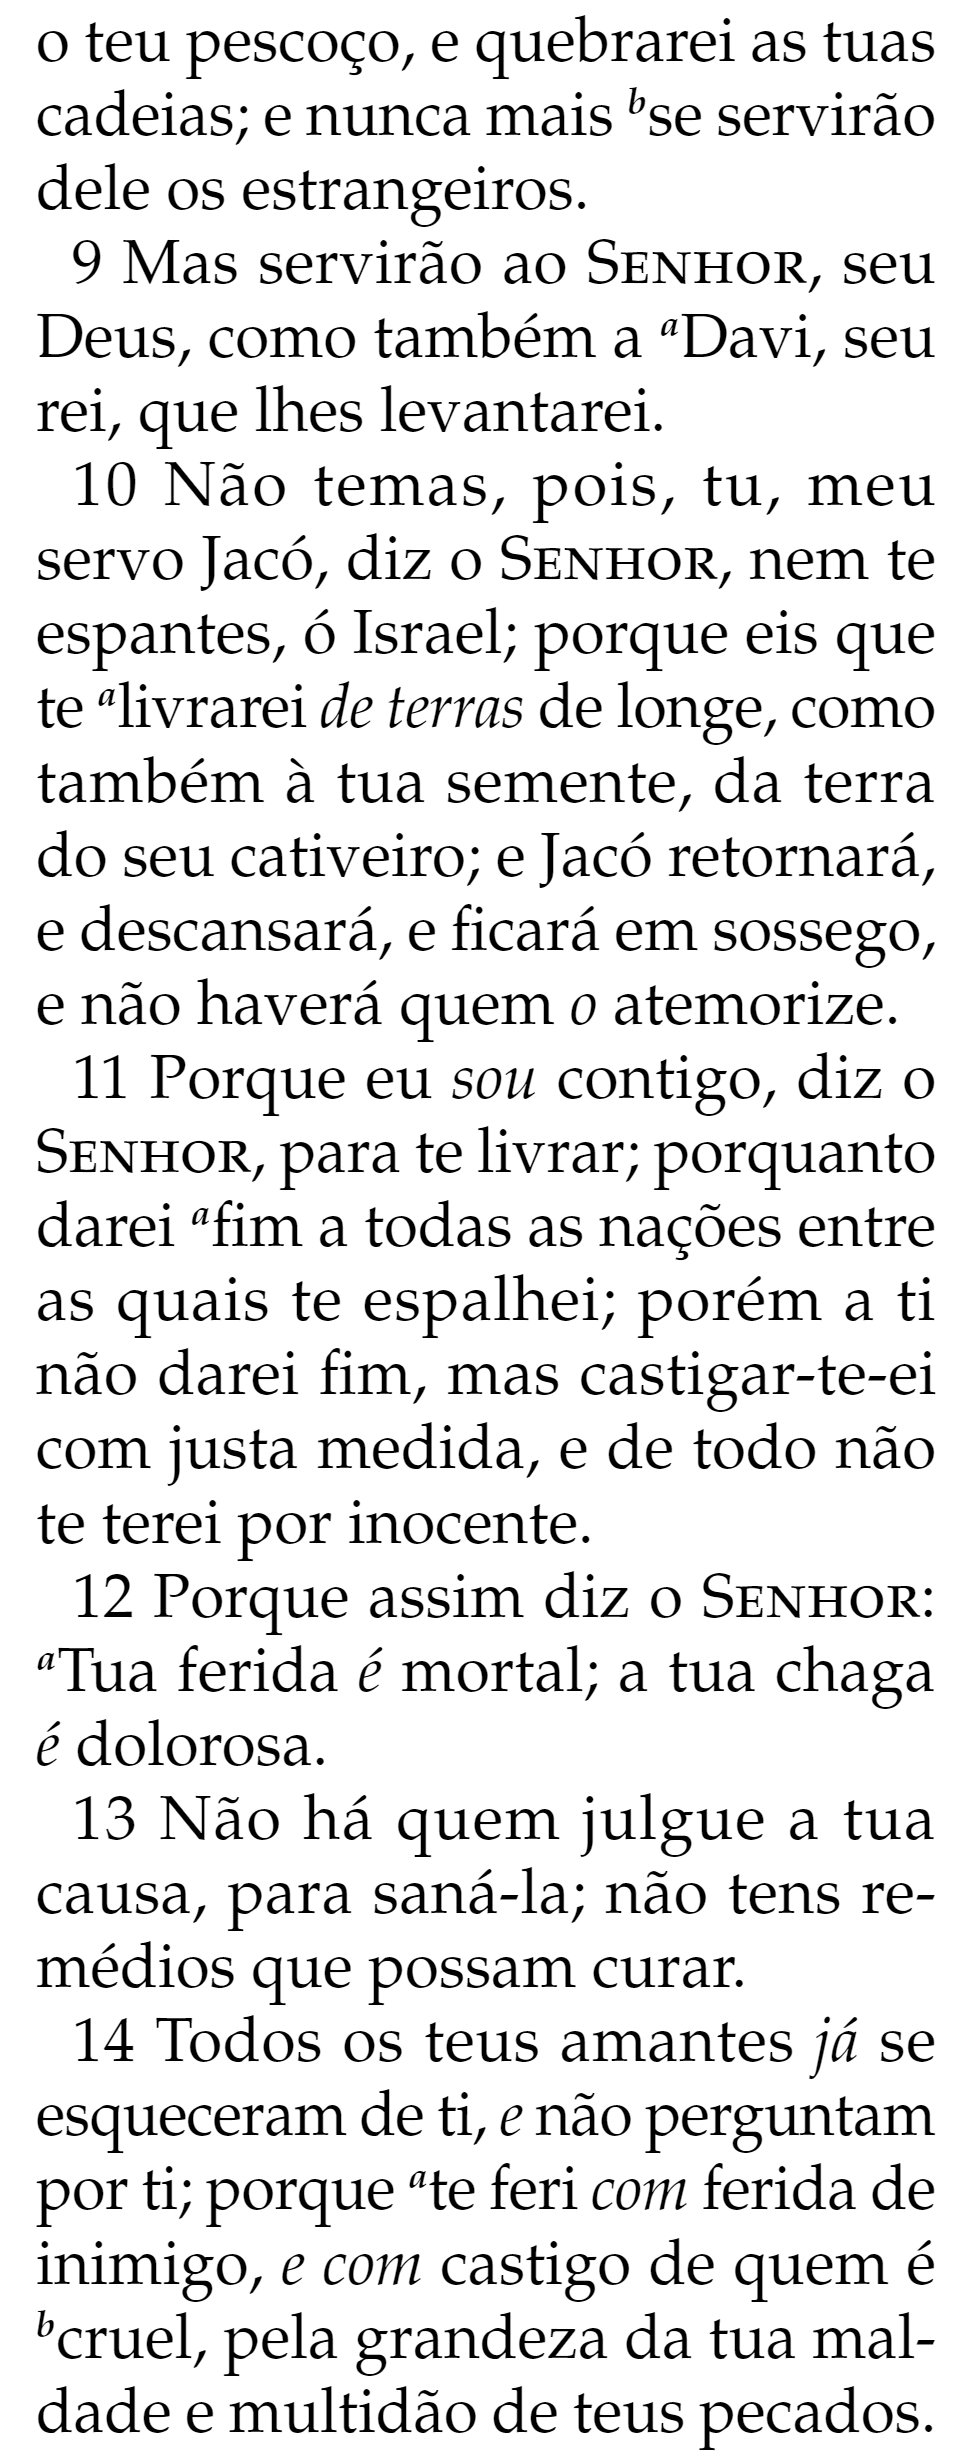 o teu pescoço, e quebrarei as tuas
cadeias; e nunca mais ᵇse servirão
dele os estrangeiros.
9 Mas servirão ao SENHOR, seu
Deus, como também a ᵃDavi, seu
rei, que lhes levantarei.
10 Não temas, pois, tu, meu
servo Jacó, diz o SENHOR, nem te
espantes, ó Israel; porque eis que
te ᵃlivrarei de terras de longe, como
também à tua semente, da terra
do seu cativeiro; e Jacó retornará,
e descansará, e ficará em sossego,
e não haverá quem o atemorize.
11 Porque eu sou contigo, diz o
SENHOR, para te livrar; porquanto
darei ᵃfim a todas as nações entre
as quais te espalhei; porém a ti
não darei fim, mas castigar-te-ei
com justa medida, e de todo não
te terei por inocente.
12 Porque assim diz o SENHOR:
ᵃTua ferida é mortal; a tua chaga
é dolorosa.
13 Não há quem julgue a tua
causa, para saná-la; não tens re-
médios que possam curar.
14 Todos os teus amantes já se
esqueceram de ti, e não perguntam
por ti; porque ᵃte feri com ferida de
inimigo, e com castigo de quem é
ᵇcruel, pela grandeza da tua mal-
dade e multidão de teus pecados.